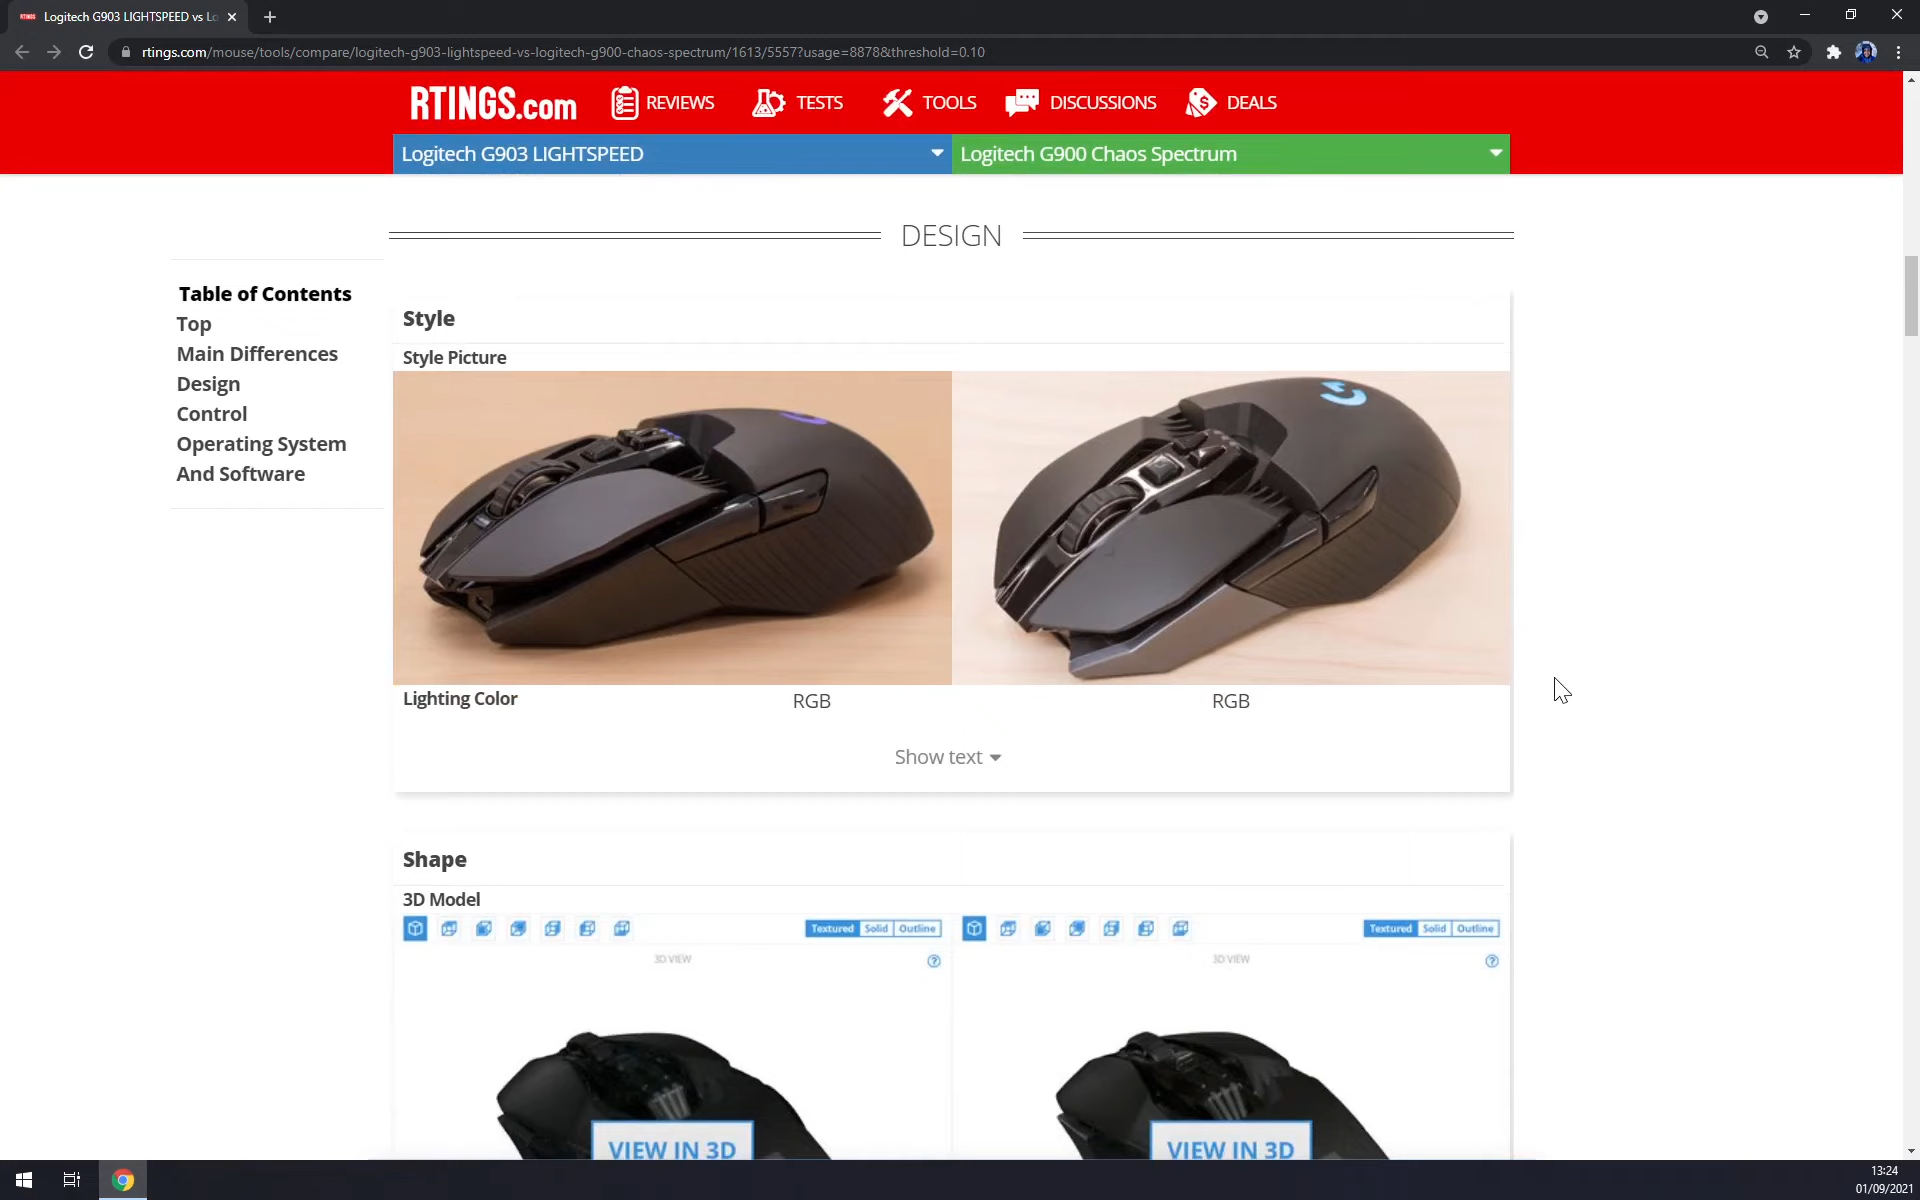 Logitech G903 LIGHTSPEED vs Lo
rtings.com/mouse/tools/compare/logitech-g903-lightspeed-vs-logitech-g900-chaos-spectrum/1613/5557?usage=8878&threshold=0.10
RTINGS.com
REVIEWS
TESTS
TOOLS
DISCUSSIONS
DEALS
Logitech G903 LIGHTSPEED
Logitech G900 Chaos Spectrum
DESIGN
Table of Contents
Top
Main Differences
Design
Control
Operating System
And Software
Style
Style Picture
Lighting Color
RGB
RGB
Show text
Shape
3D Model
Textured Solid Outline
Textured Solid Outline
3D VIEW
3D VIEW
VIEW IN 3D
VIEW IN 3D
13:24
01/09/2021